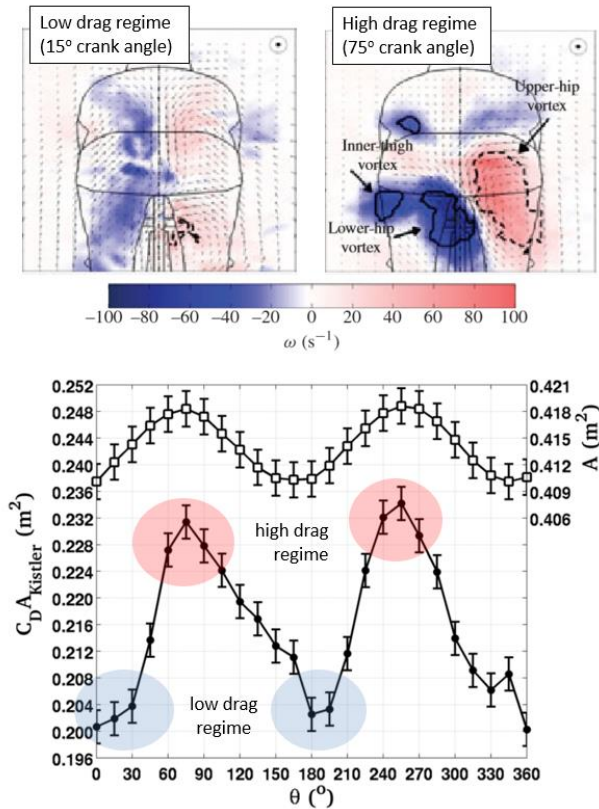 Low drag regime
(15° crank angle)
High drag regime
(75° crank angle)
Upper-hip
vortex
Inner-thigh
vortex
Lower-hip
vortex
−100 −80 −60 −40 −20 0 20 40 60 80 100
ω (s⁻¹)
0.252
0.248
0.244
0.240
0.236
0.232
0.228
0.224
0.220
0.216
0.212
0.208
0.204
0.200
0.196
C_D A_Kistler (m²)
0.421
0.418
0.415
0.412
0.409
0.406
A (m²)
high drag
regime
low drag
regime
0 30 60 90 120 150 180 210 240 270 300 330 360
θ (°)